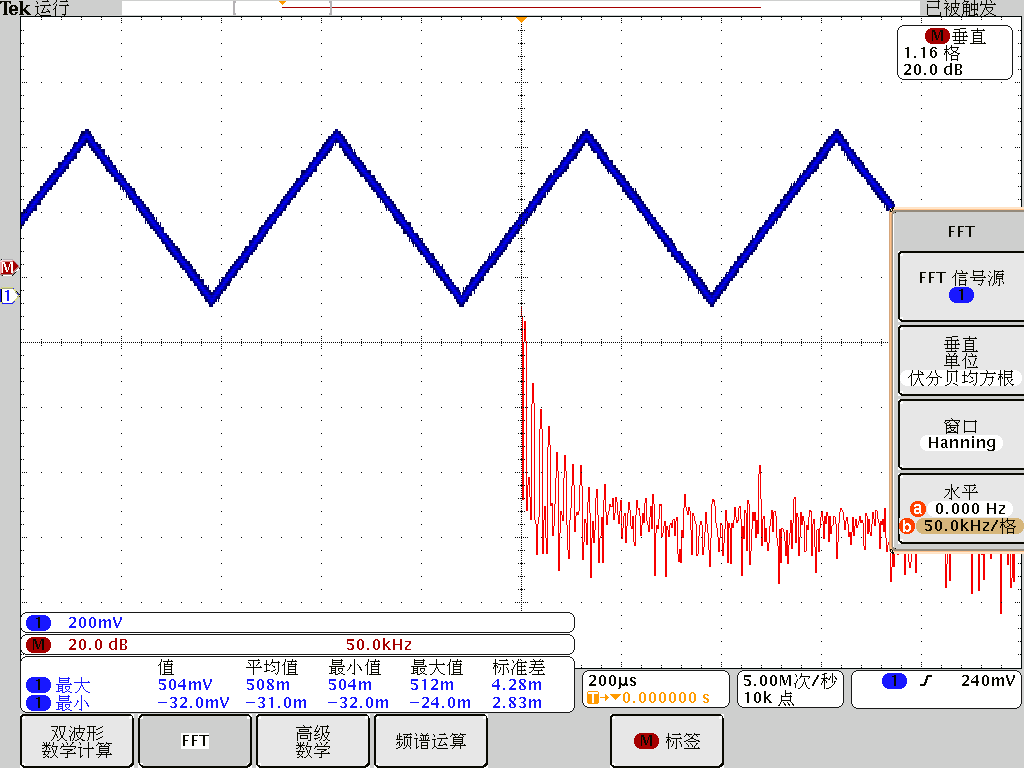 Tek 运行
已被触发
M 垂直
1.16 格
20.0 dB
M
1
FFT
FFT 信号源
1
垂直
单位
伏分贝均方根
窗口
Hanning
水平
a 0.000 Hz
b 50.0kHz/格
1 200mV
M 20.0 dB 50.0kHz
值 平均值 最小值 最大值 标准差
1 最大 504mV 508m 504m 512m 4.28m
1 最小 −32.0mV −31.0m −32.0m −24.0m 2.83m
200μs
T→▼0.000000 s
5.00M次/秒
10k 点
1 240mV
双波形
数学计算
FFT
高级
数学
频谱运算
M 标签